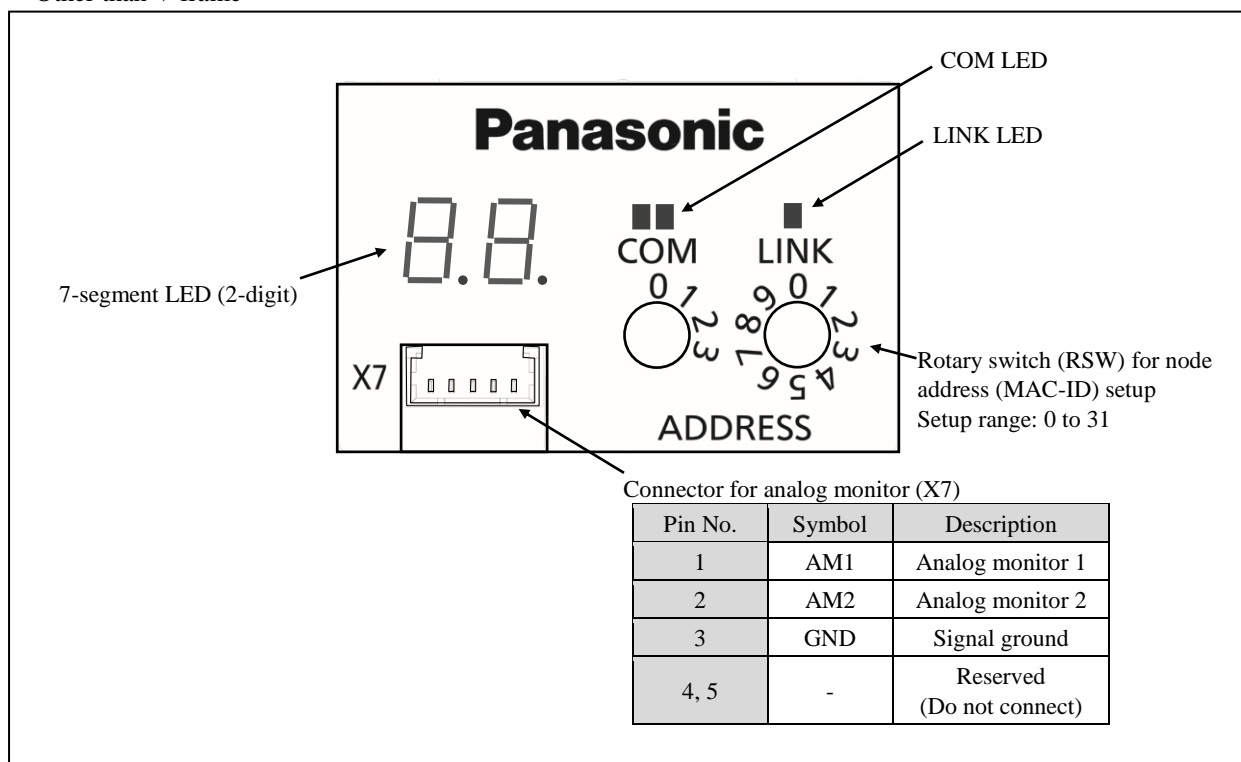 COM LED
Panasonic
LINK LED
8.8.
COM LINK
7-segment LED (2-digit)
0 1 2 3
0 1 2 3 4 5 6 7 8 9
X7
Rotary switch (RSW) for node
address (MAC-ID) setup
Setup range: 0 to 31
ADDRESS
Connector for analog monitor (X7)
Pin No. Symbol Description
1 AM1 Analog monitor 1
2 AM2 Analog monitor 2
3 GND Signal ground
4, 5 - Reserved
(Do not connect)